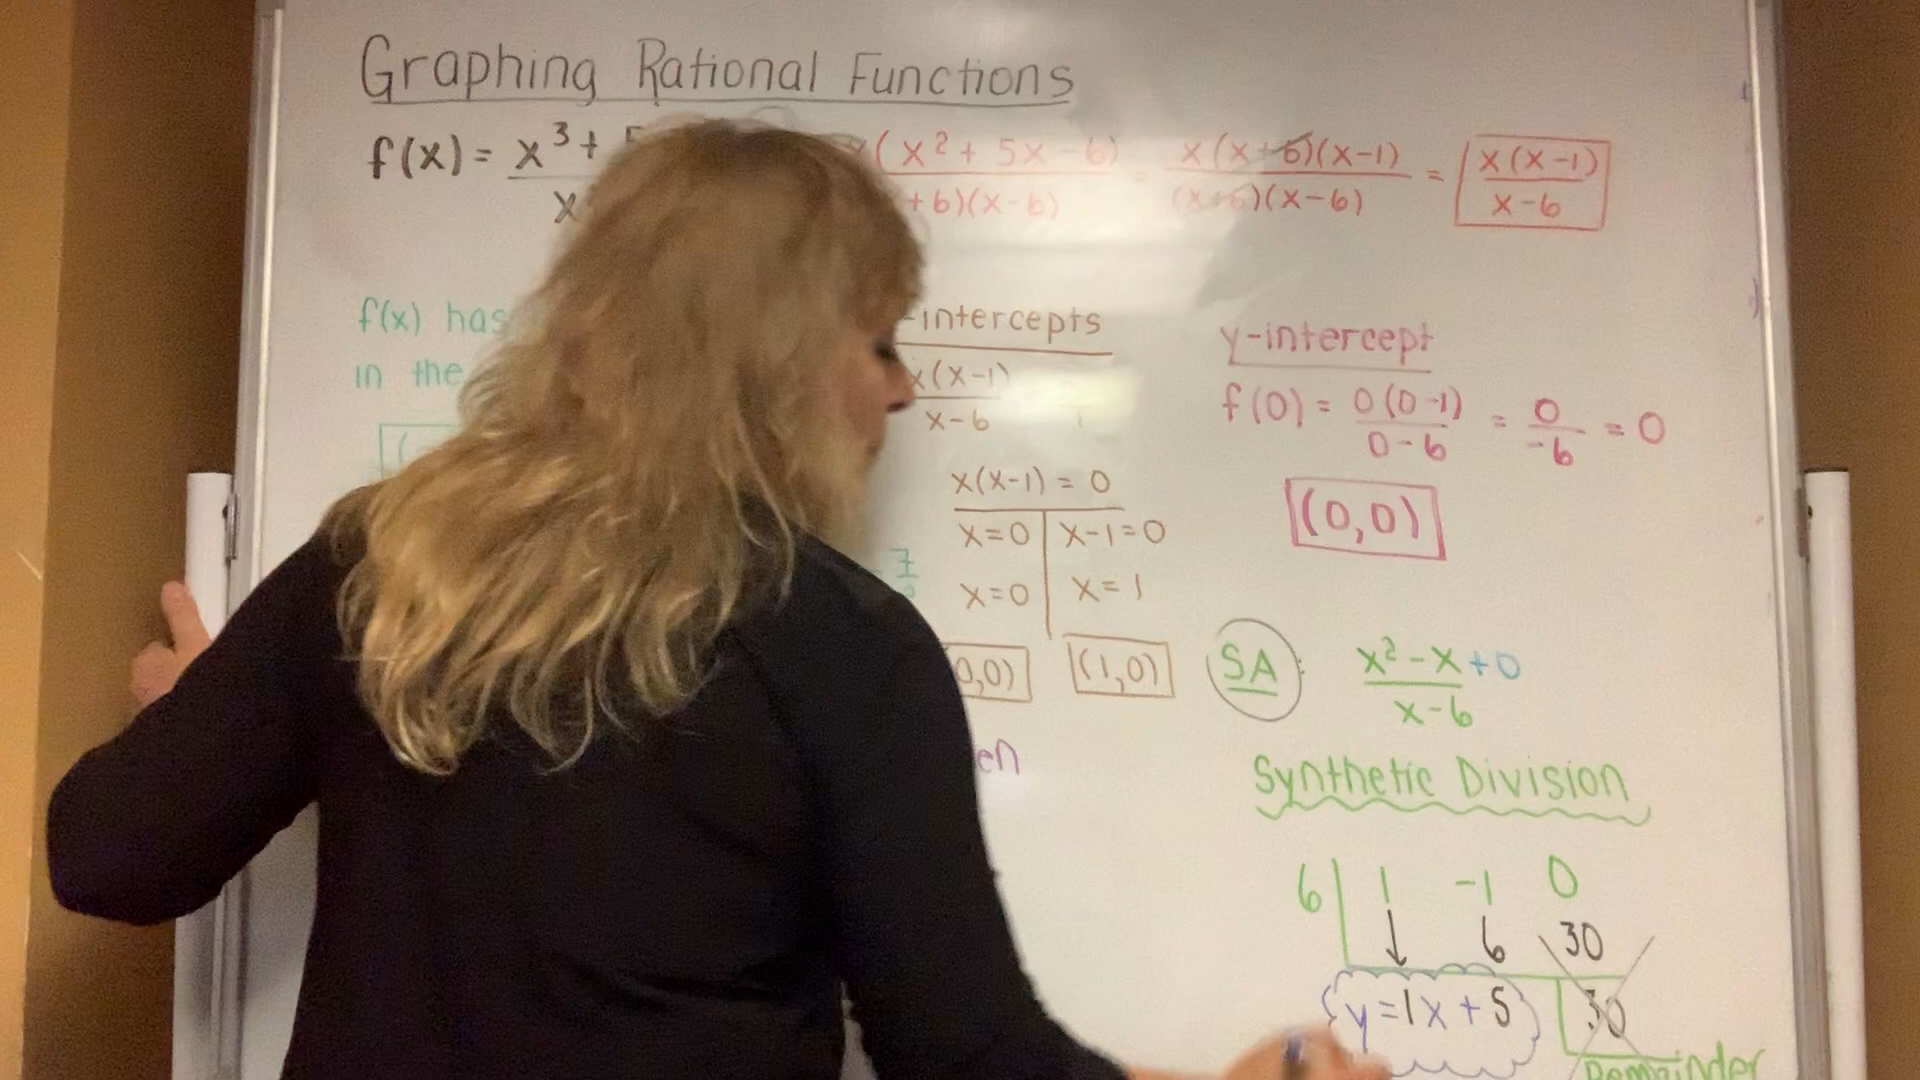 Graphing Rational Functions
f(x) = x³ + x(x² + 5x - 6) = x(x+6)(x-1) = x(x-1)
x +6)(x-6) (x+6)(x-6) x-6
f(x) has
in the
-intercepts
x(x-1)
x-6
x(x-1) = 0
x=0 x-1=0
x=0 x=1
7
0,0) (1,0)
en
y-intercept
f(0) = 0(0-1) = 0 = 0
0-6 -6
(0,0)
SA: x²-x+0
x-6
Synthetic Division
6 1 -1 0
↓ 6 30
y=1x+5 30
Remainder